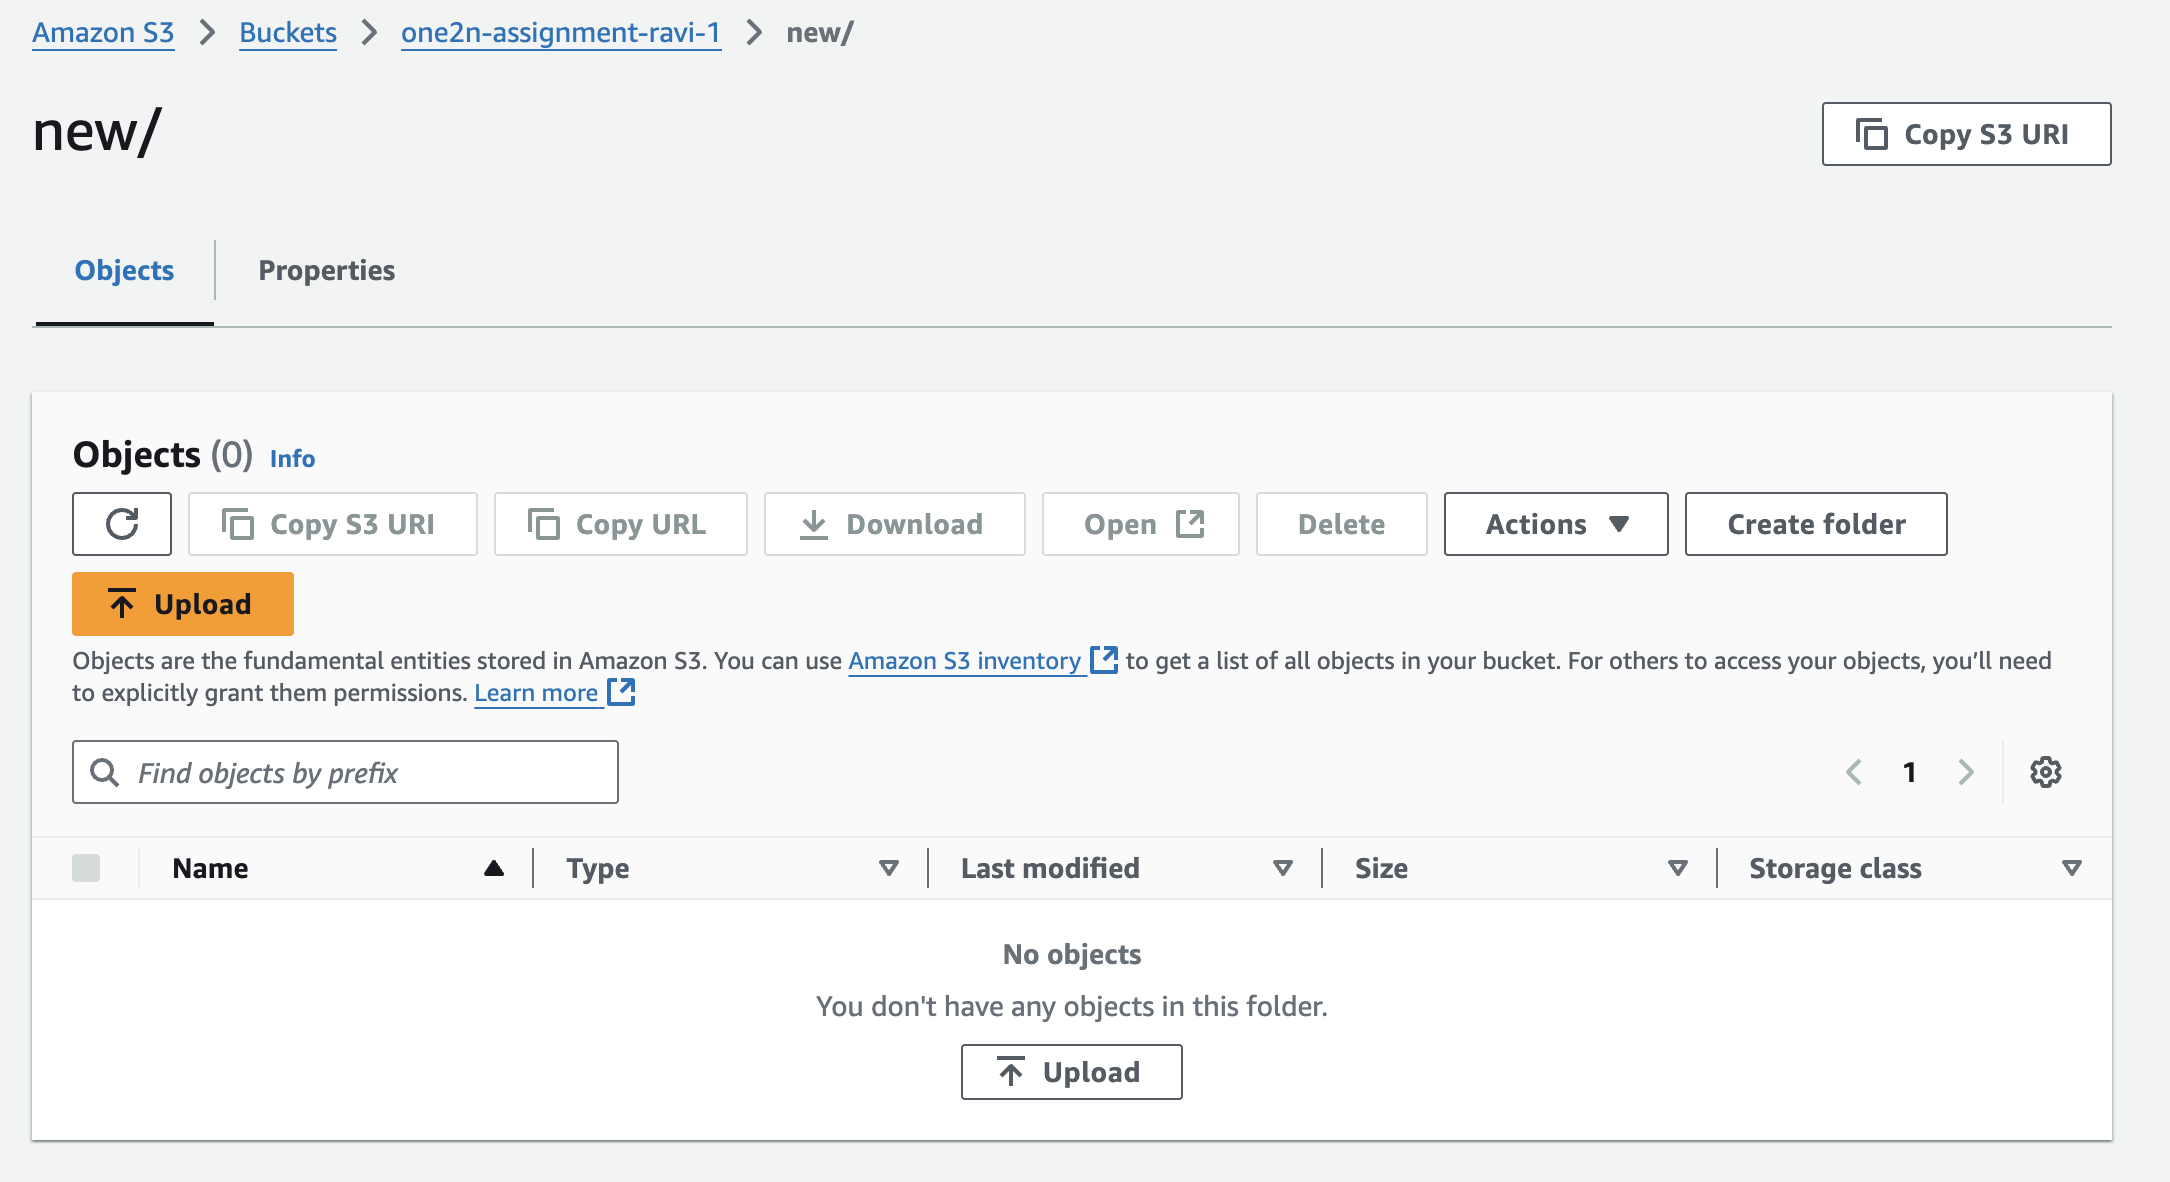 Amazon S3 > Buckets > one2n-assignment-ravi-1 > new/
new/
Copy S3 URI
Objects Properties
Objects (0) Info
Copy S3 URI Copy URL Download Open Delete Actions Create folder
Upload
Objects are the fundamental entities stored in Amazon S3. You can use Amazon S3 inventory to get a list of all objects in your bucket. For others to access your objects, you’ll need
to explicitly grant them permissions. Learn more
Find objects by prefix
1
Name Type Last modified Size Storage class
No objects
You don't have any objects in this folder.
Upload